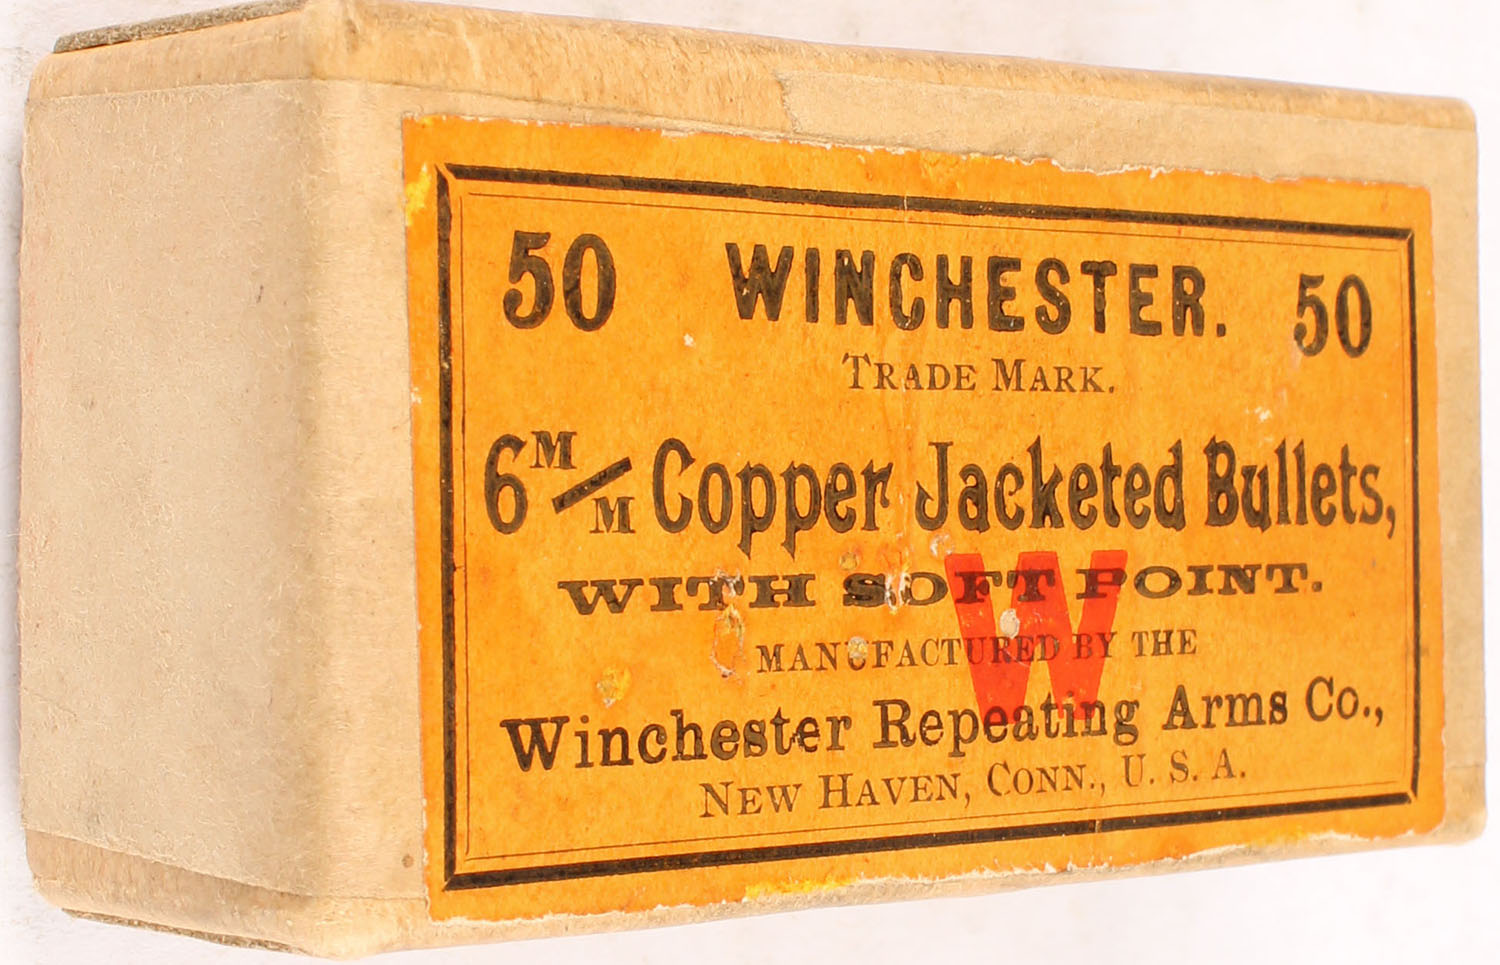 50 WINCHESTER. 50
TRADE MARK.
6 M/M Copper Jacketed Bullets,
WITH SOFT POINT.
W
MANUFACTURED BY THE
Winchester Repeating Arms Co.,
NEW HAVEN, CONN., U. S. A.